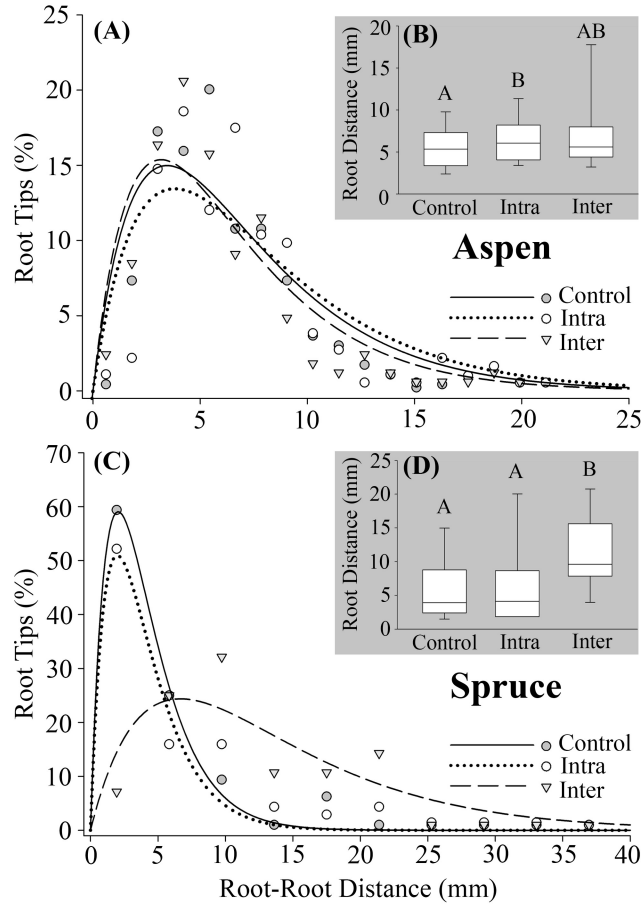 (A)
25
20
15
10
5
0
Root Tips (%)
0 5 10 15 20 25
(B)
20
15
10
5
0
Root Distance (mm)
A B AB
Control Intra Inter
Aspen
Control
Intra
Inter
(C)
70
60
50
40
30
20
10
0
Root Tips (%)
0 5 10 15 20 25 30 35 40
Root-Root Distance (mm)
(D)
25
20
15
10
5
0
Root Distance (mm)
A A B
Control Intra Inter
Spruce
Control
Intra
Inter